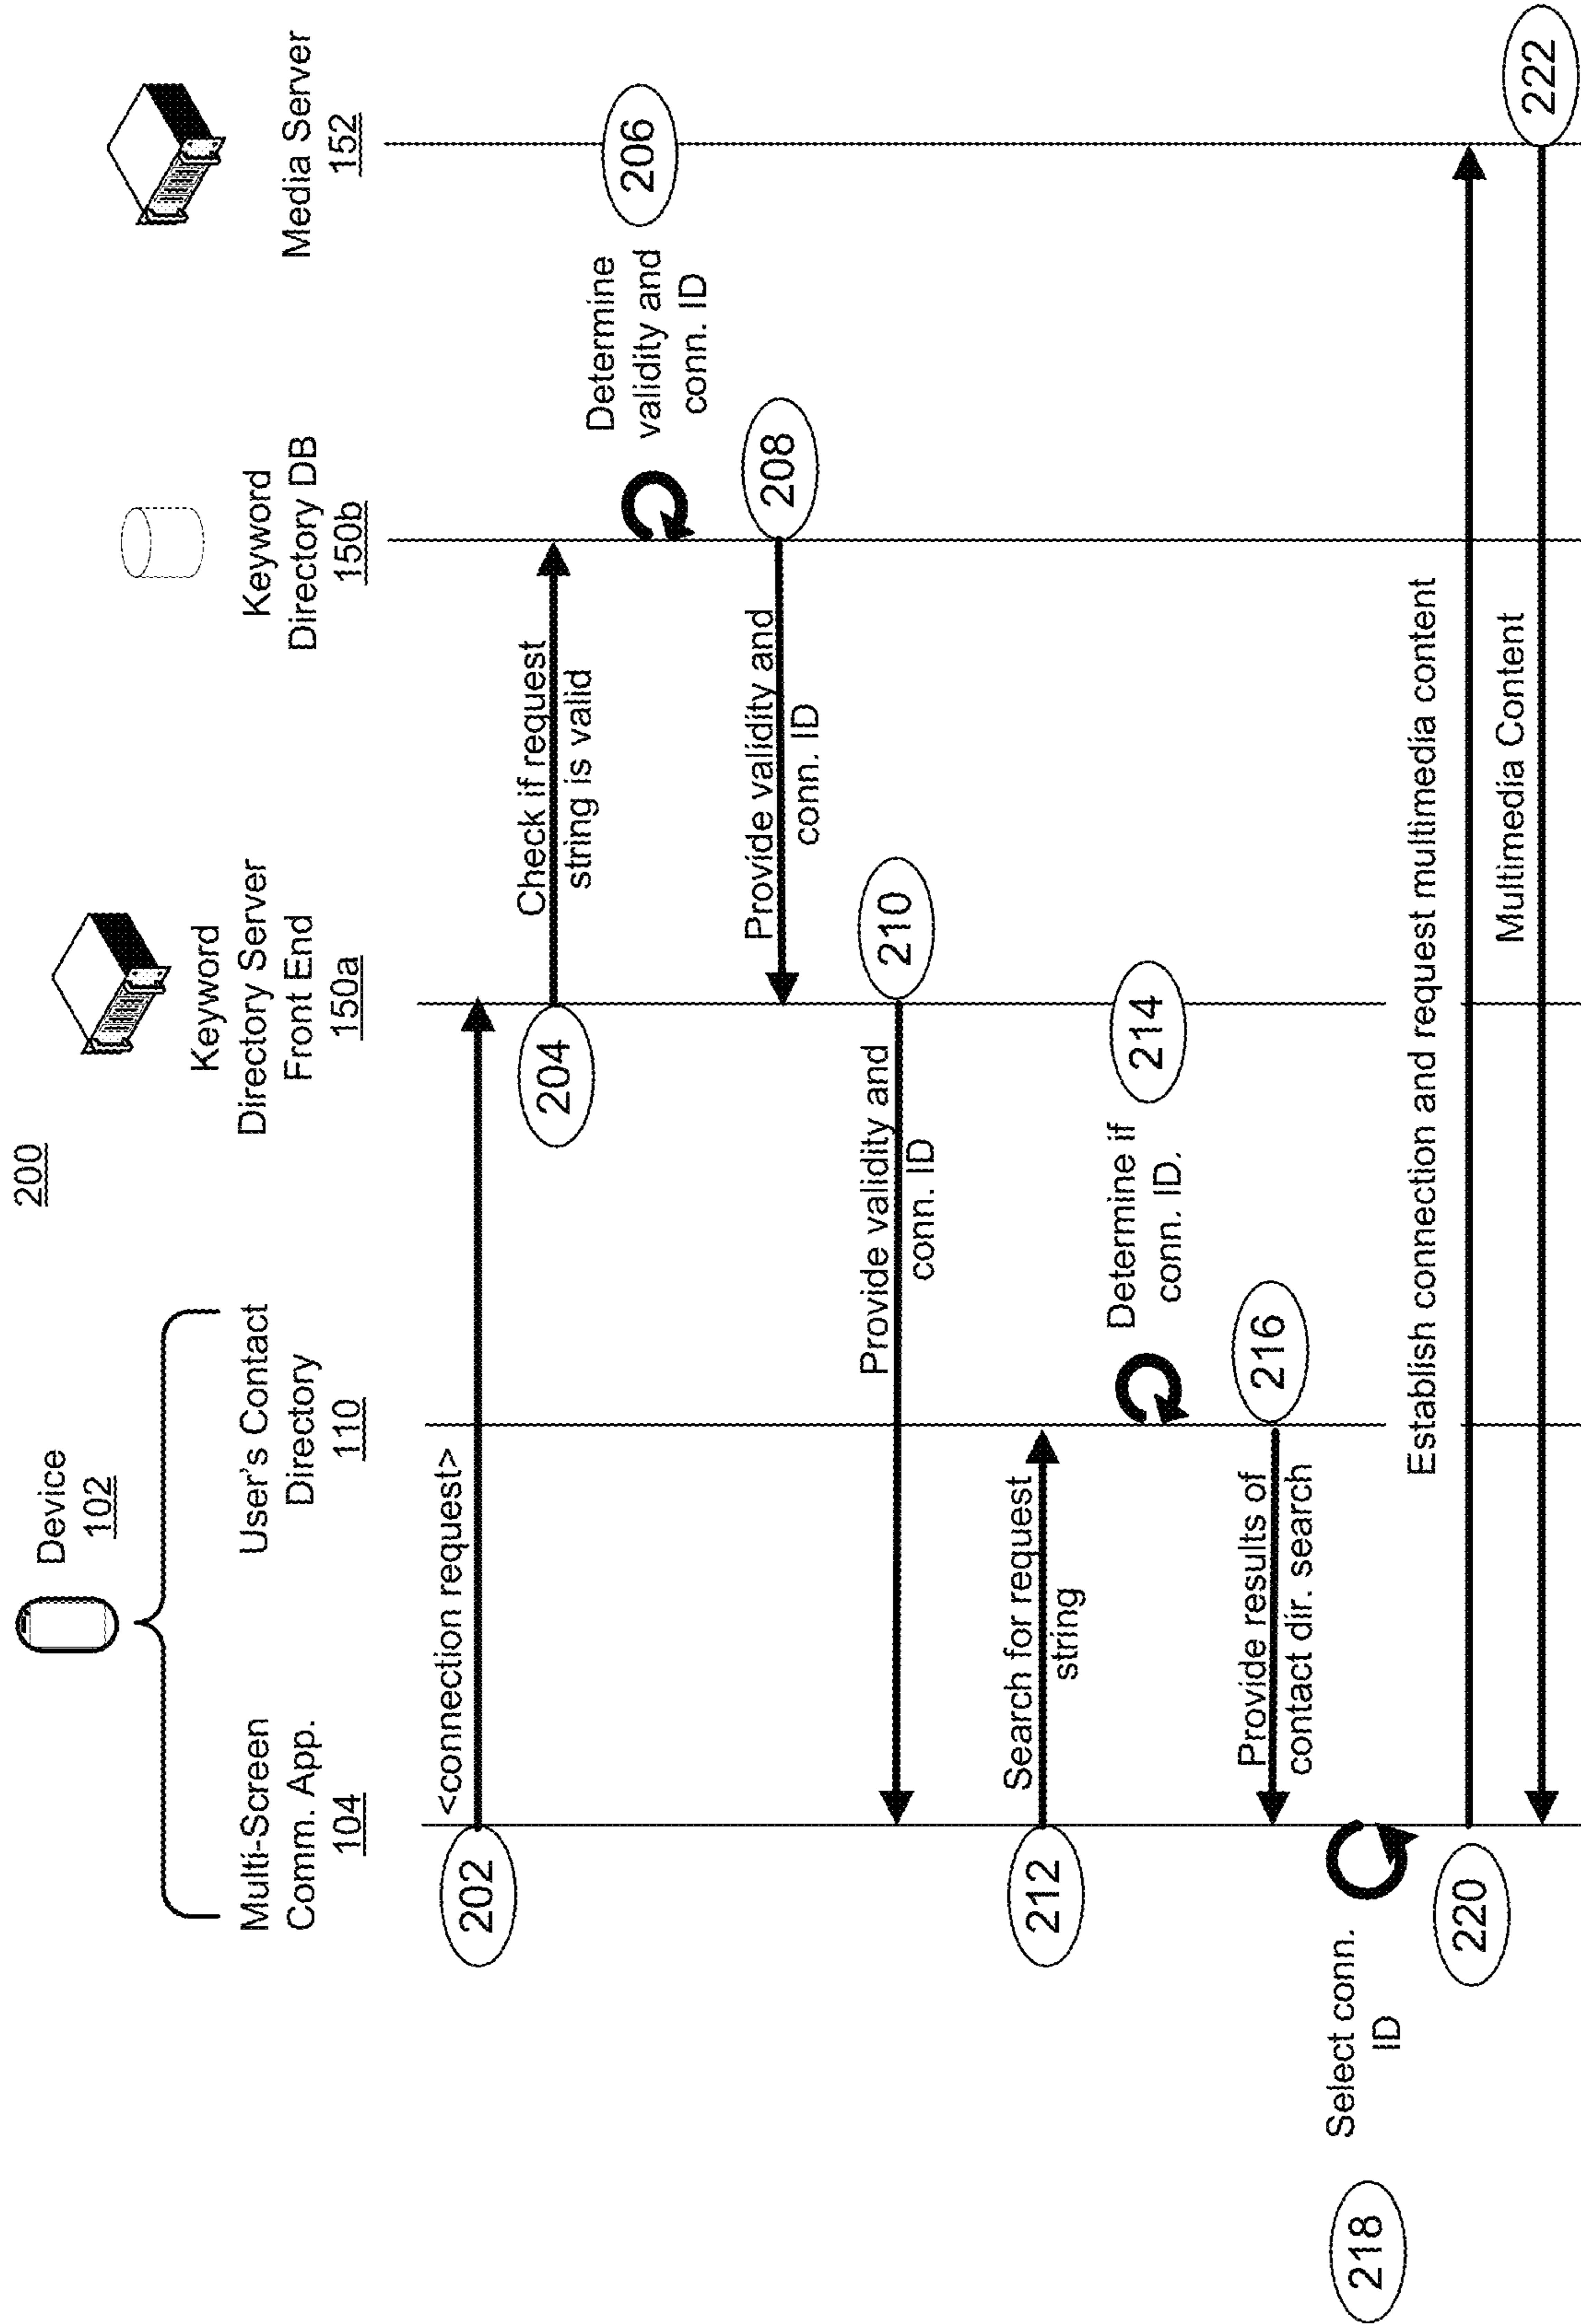 200
Device
102
Multi-Screen
Comm. App.
104
User's Contact
Directory
110
Keyword
Directory Server
Front End
150a
Keyword
Directory DB
150b
Media Server
152
202
<connection request>
204
Check if request
string is valid
Determine
validity and
conn. ID
206
208
Provide validity and
conn. ID
210
Provide validity and
conn. ID
212
Search for request
string
Determine if
conn. ID.
214
216
Provide results of
contact dir. search
218
Select conn.
ID
220
Establish connection and request multimedia content
Multimedia Content
222